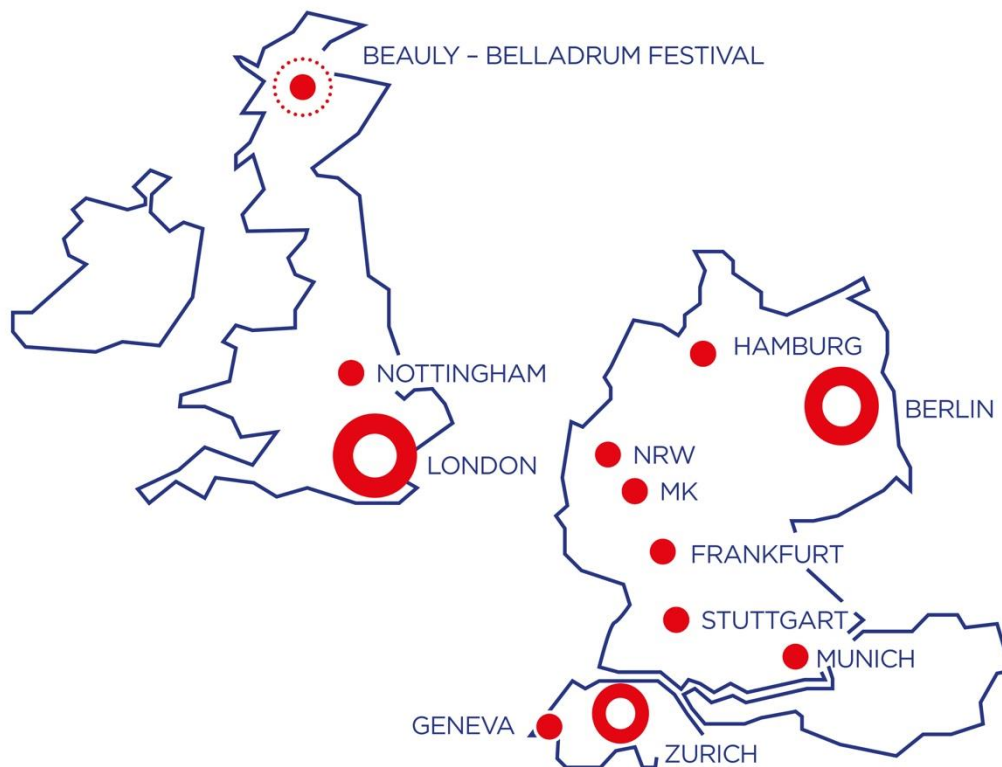 BEAULY – BELLADRUM FESTIVAL
NOTTINGHAM
LONDON
HAMBURG
BERLIN
NRW
MK
FRANKFURT
STUTTGART
MUNICH
GENEVA
ZURICH